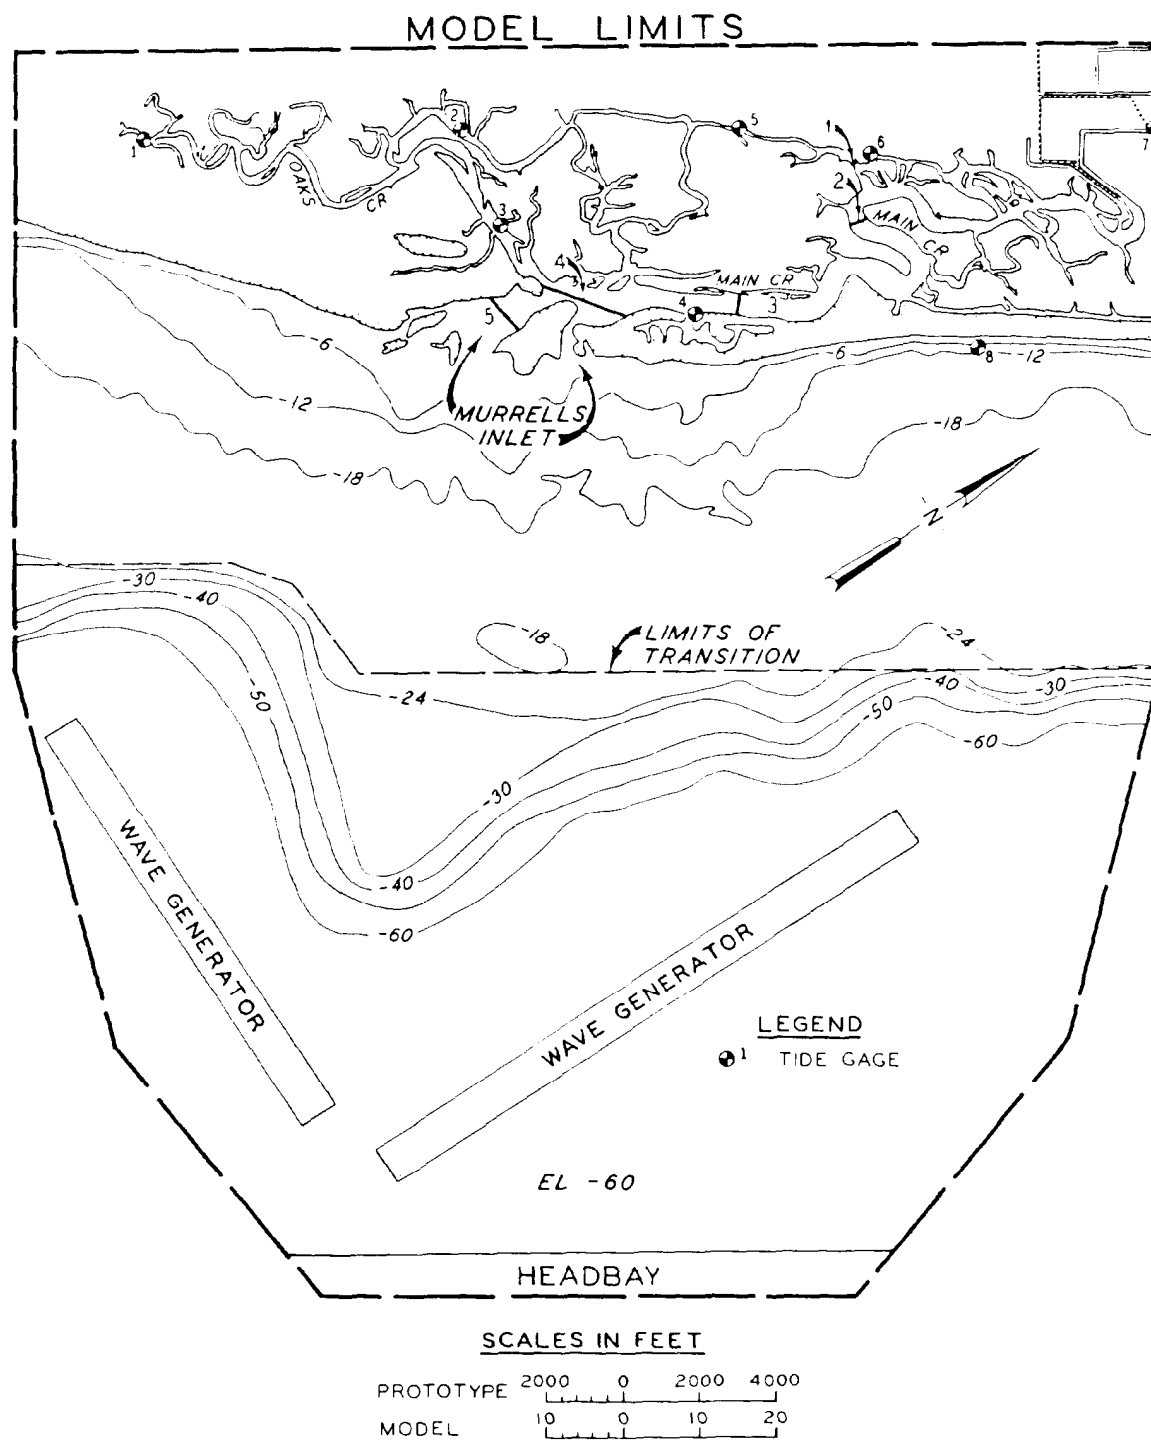 MODEL LIMITS
1
2
5
1
6
7
OAKS
CR
3
2
MAIN
CR
4
MAIN CR
4
3
5
8
-6
-6
-12
-12
MURRELLS
INLET
-18
-18
N
-30
-40
-50
-18
LIMITS OF
TRANSITION
-24
-24
-40
-30
-50
-60
-30
-40
-60
WAVE GENERATOR
WAVE GENERATOR
LEGEND
1 TIDE GAGE
EL -60
HEADBAY
SCALES IN FEET
PROTOTYPE 2000 0 2000 4000
MODEL 10 0 10 20